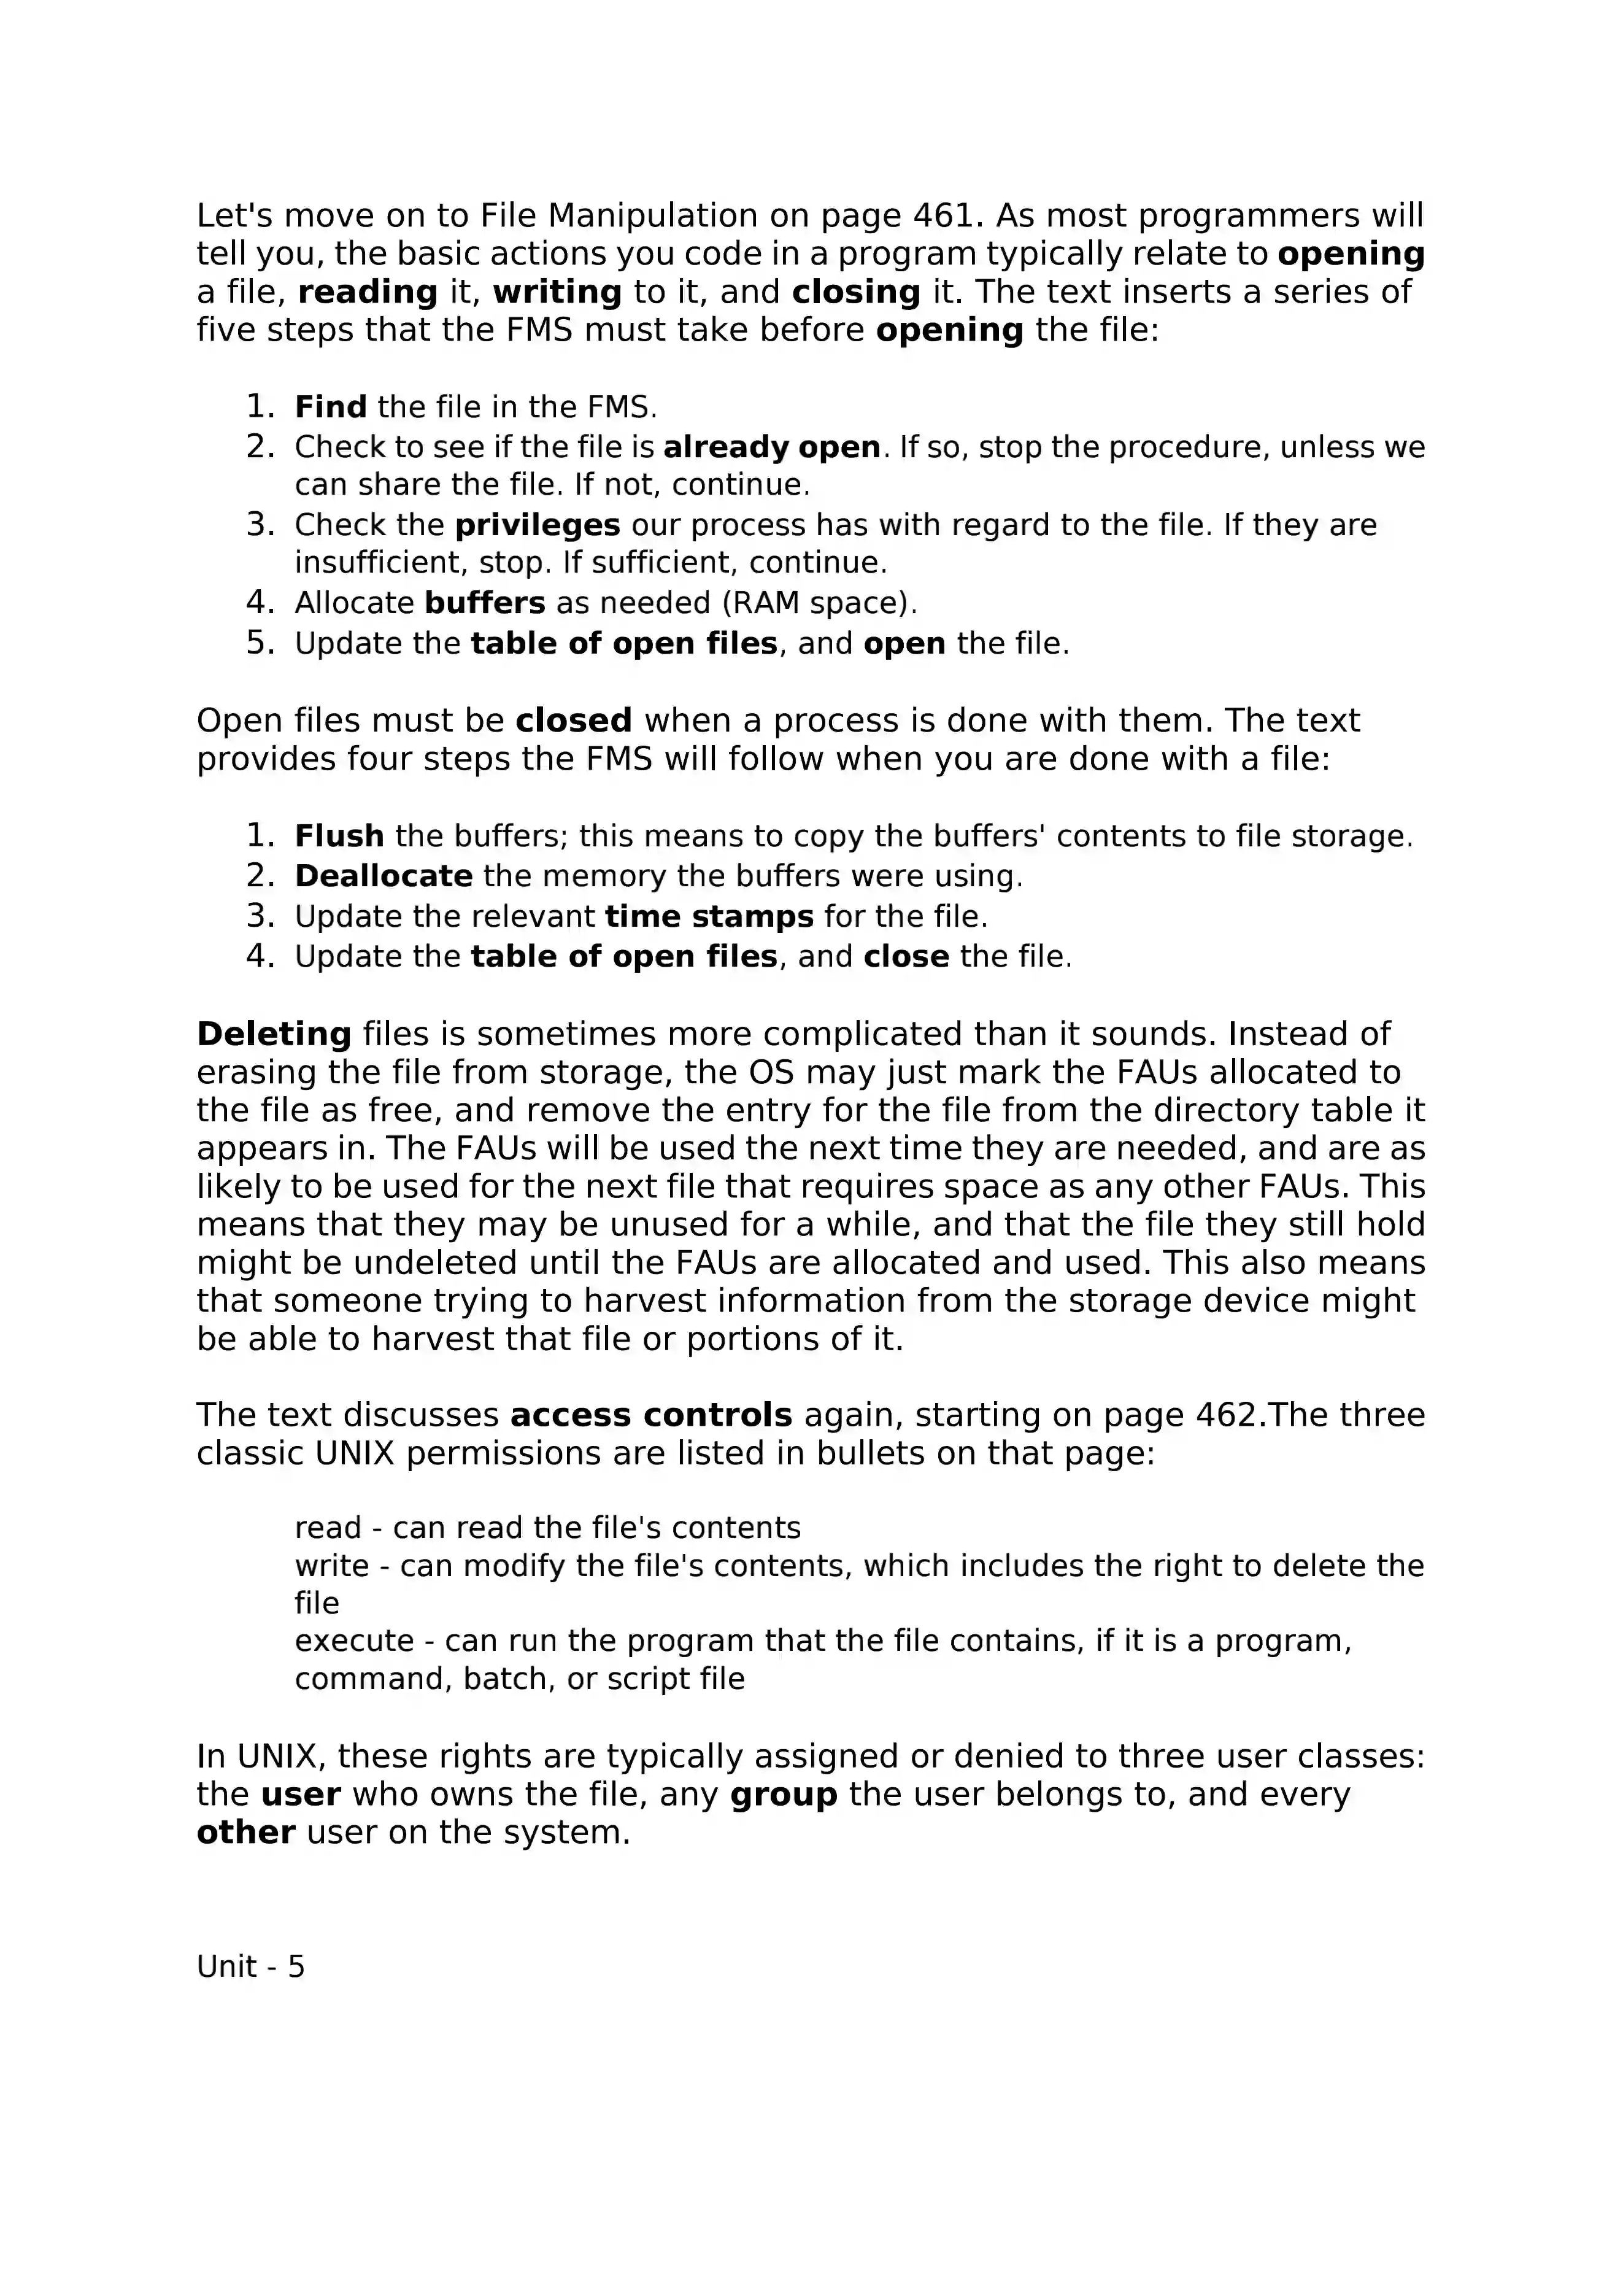 Let's move on to File Manipulation on page 461. As most programmers will
tell you, the basic actions you code in a program typically relate to opening
a file, reading it, writing to it, and closing it. The text inserts a series of
five steps that the FMS must take before opening the file:
1. Find the file in the FMS.
2. Check to see if the file is already open. If so, stop the procedure, unless we
can share the file. If not, continue.
3. Check the privileges our process has with regard to the file. If they are
insufficient, stop. If sufficient, continue.
4. Allocate buffers as needed (RAM space).
5. Update the table of open files, and open the file.
Open files must be closed when a process is done with them. The text
provides four steps the FMS will follow when you are done with a file:
1. Flush the buffers; this means to copy the buffers' contents to file storage.
2. Deallocate the memory the buffers were using.
3. Update the relevant time stamps for the file.
4. Update the table of open files, and close the file.
Deleting files is sometimes more complicated than it sounds. Instead of
erasing the file from storage, the OS may just mark the FAUs allocated to
the file as free, and remove the entry for the file from the directory table it
appears in. The FAUs will be used the next time they are needed, and are as
likely to be used for the next file that requires space as any other FAUs. This
means that they may be unused for a while, and that the file they still hold
might be undeleted until the FAUs are allocated and used. This also means
that someone trying to harvest information from the storage device might
be able to harvest that file or portions of it.
The text discusses access controls again, starting on page 462.The three
classic UNIX permissions are listed in bullets on that page:
read - can read the file's contents
write - can modify the file's contents, which includes the right to delete the
file
execute - can run the program that the file contains, if it is a program,
command, batch, or script file
In UNIX, these rights are typically assigned or denied to three user classes:
the user who owns the file, any group the user belongs to, and every
other user on the system.
Unit - 5